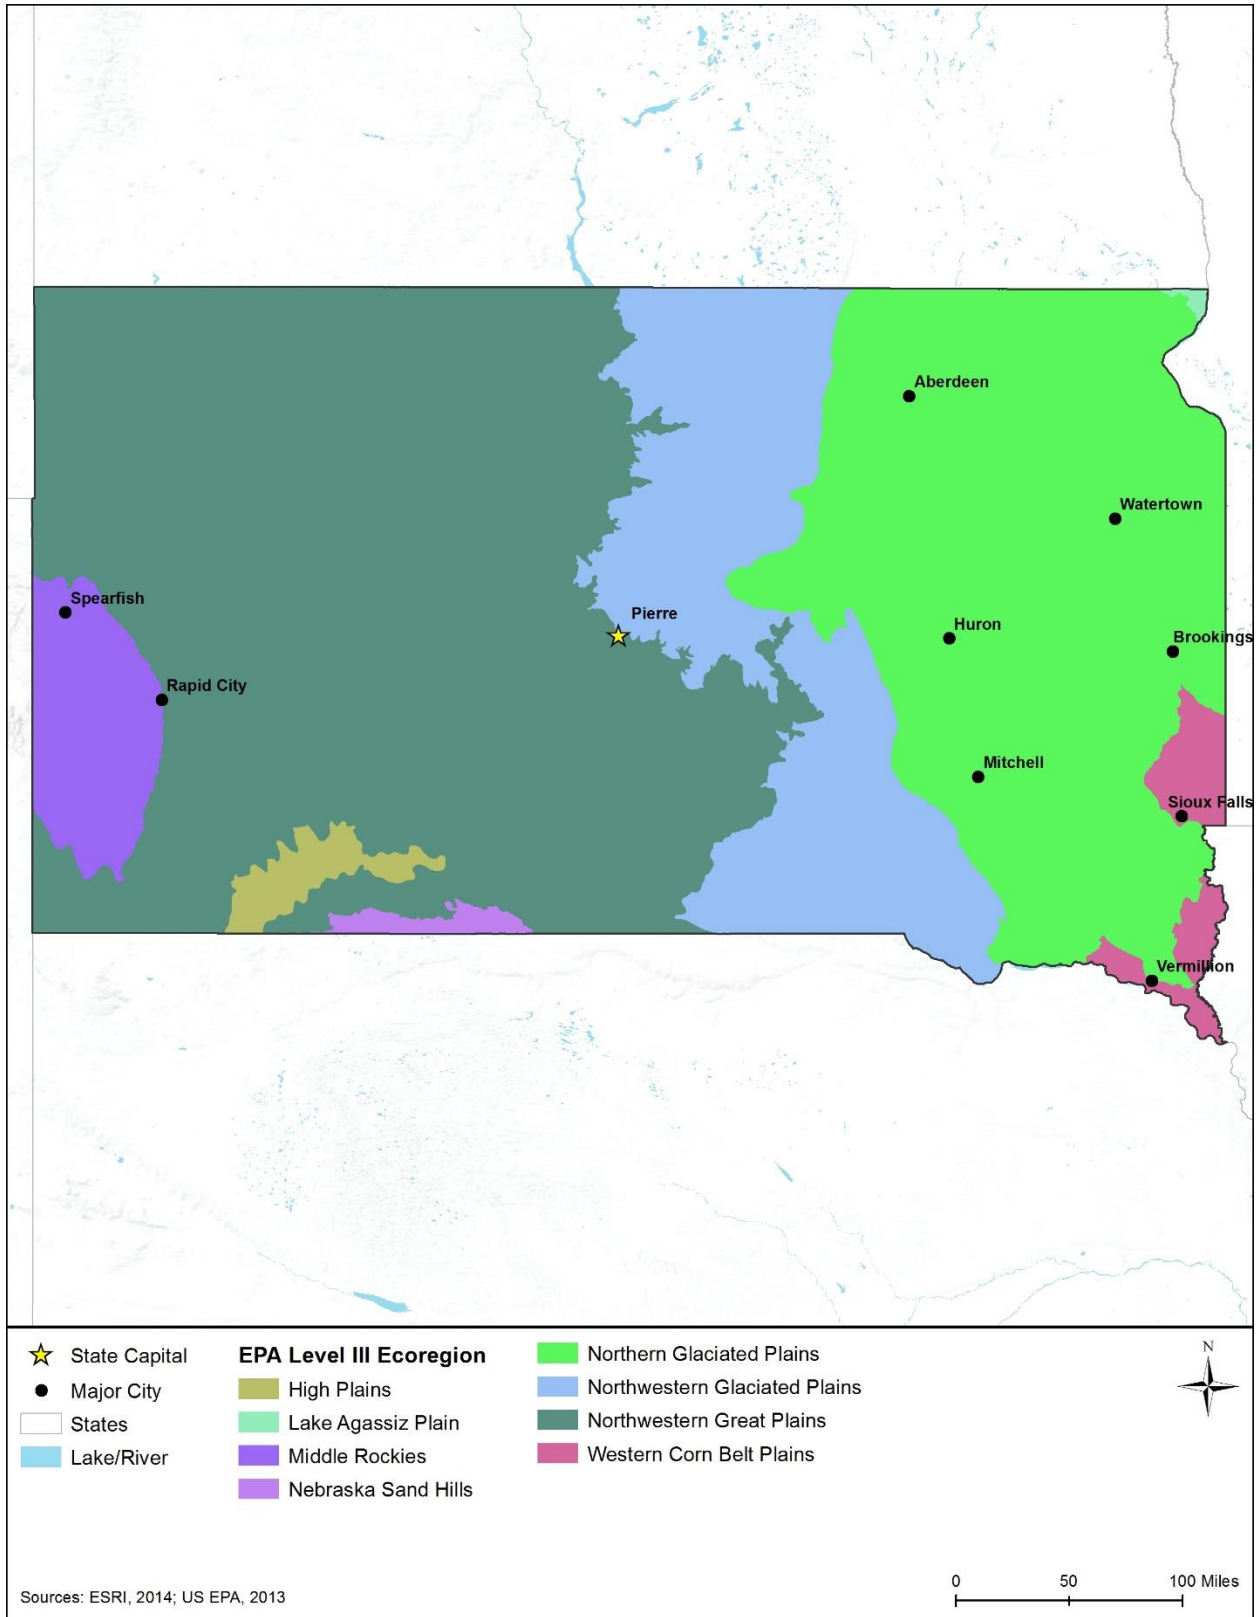 Aberdeen
Watertown
Spearfish
Pierre
Huron
Brookings
Rapid City
Mitchell
Sioux Falls
Vermillion
State Capital
Major City
States
Lake/River
EPA Level III Ecoregion
High Plains
Lake Agassiz Plain
Middle Rockies
Nebraska Sand Hills
Northern Glaciated Plains
Northwestern Glaciated Plains
Northwestern Great Plains
Western Corn Belt Plains
N
Sources: ESRI, 2014; US EPA, 2013
0 50 100 Miles